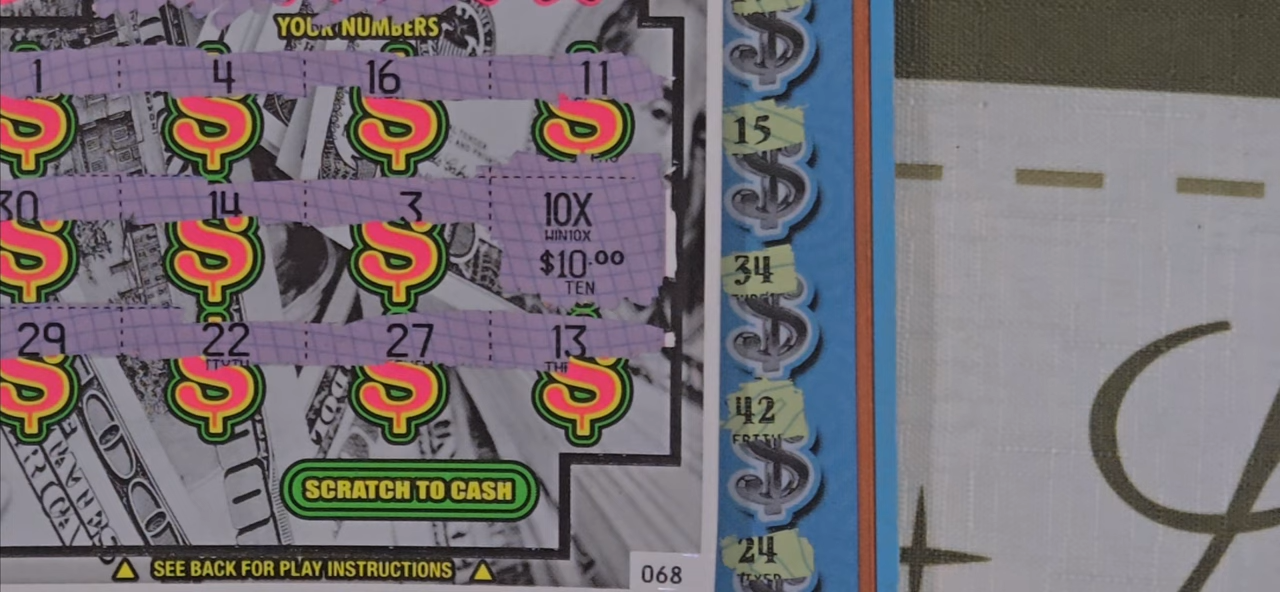 YOUR NUMBERS
1 4 16 11
30 14 3 10X
WIN10X
$10.00
TEN
29 22 27 13
SCRATCH TO CASH
SEE BACK FOR PLAY INSTRUCTIONS
068
15
34
42
24